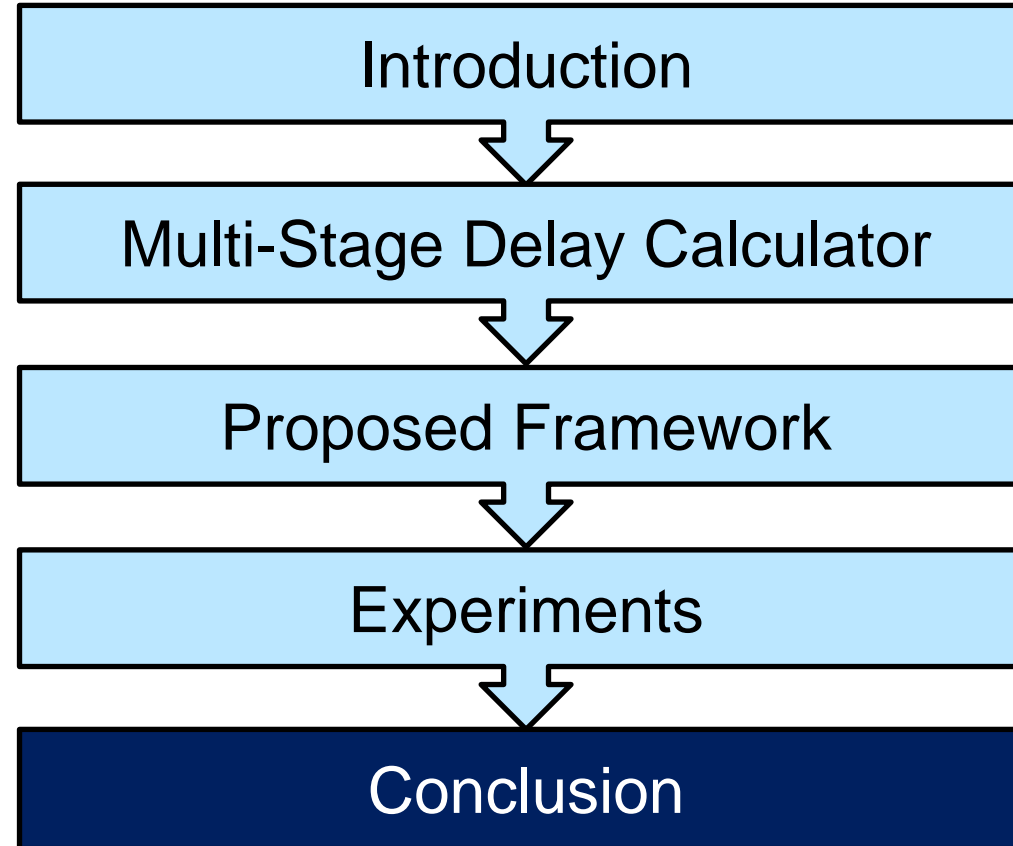 Introduction
Multi-Stage Delay Calculator
Proposed Framework
Experiments
Conclusion